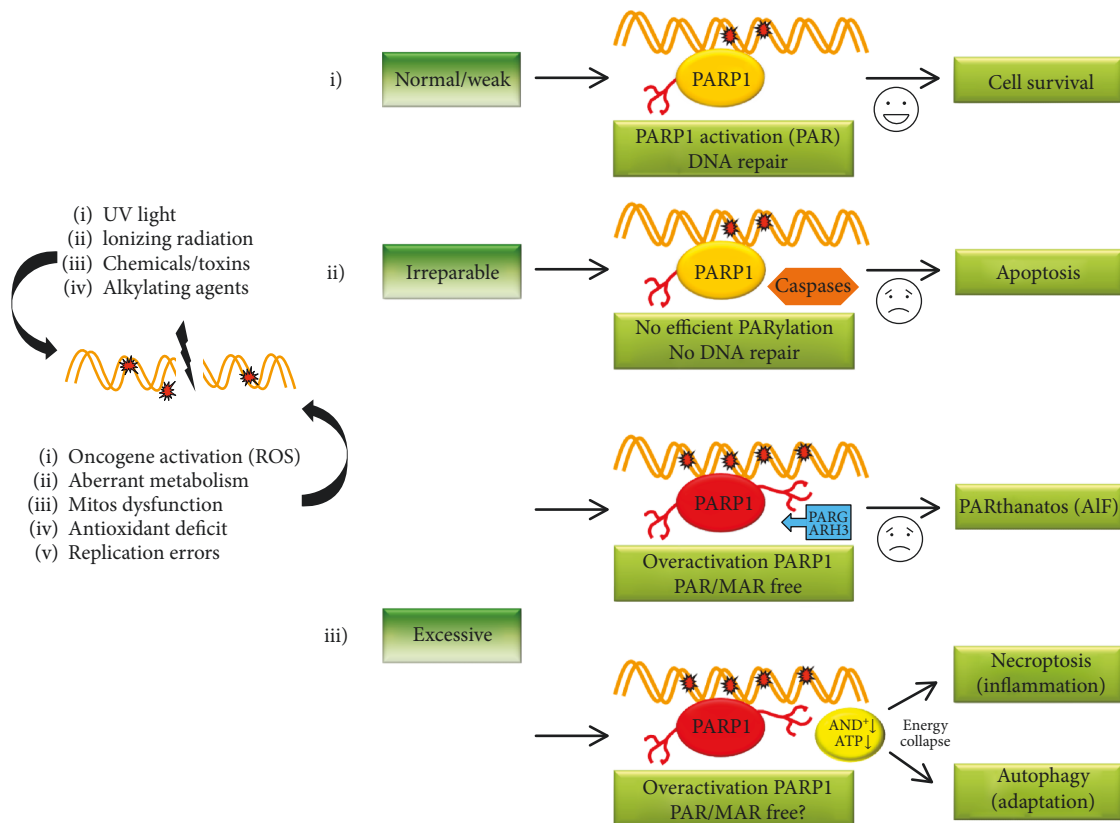 i)
Normal/weak
PARP1
PARP1 activation (PAR)
DNA repair
Cell survival
(i) UV light
(ii) Ionizing radiation
(iii) Chemicals/toxins
(iv) Alkylating agents
ii)
Irreparable
PARP1
Caspases
No efficient PARylation
No DNA repair
Apoptosis
(i) Oncogene activation (ROS)
(ii) Aberrant metabolism
(iii) Mitos dysfunction
(iv) Antioxidant deficit
(v) Replication errors
iii)
Excessive
PARP1
PARG
ARH3
Overactivation PARP1
PAR/MAR free
PARthanatos (AIF)
PARP1
AND⁺↓
ATP↓
Overactivation PARP1
PAR/MAR free?
Energy
collapse
Necroptosis
(inflammation)
Autophagy
(adaptation)